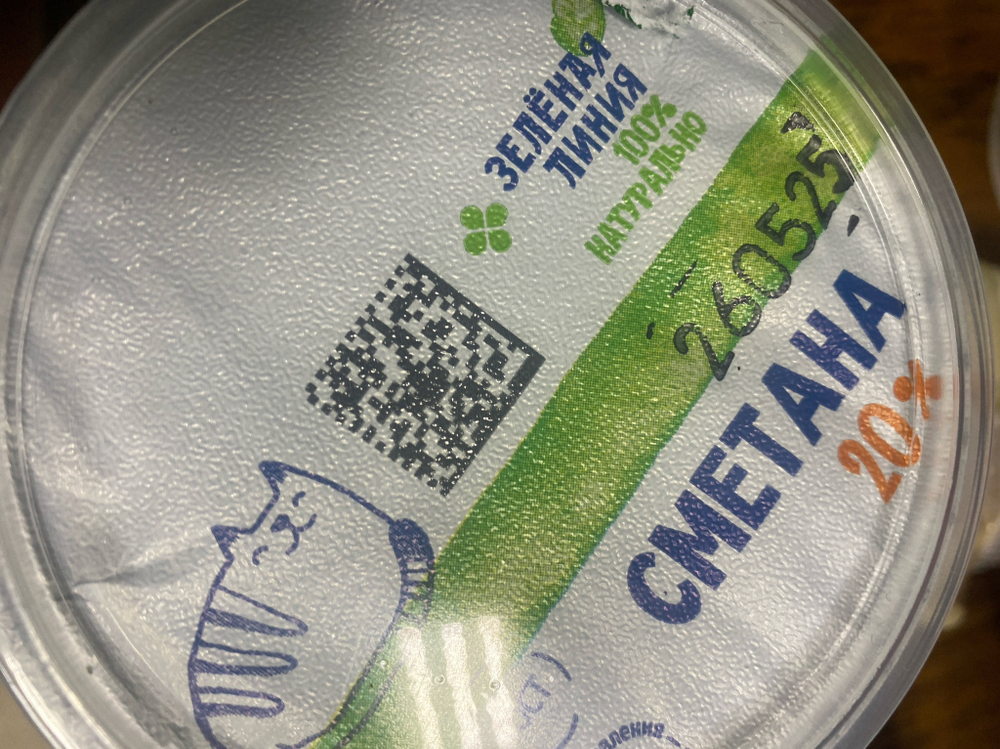 ЗЕЛЁНАЯ
ЛИНИЯ
100%
НАТУРАЛЬНО
260525
СМЕТАНА
20%